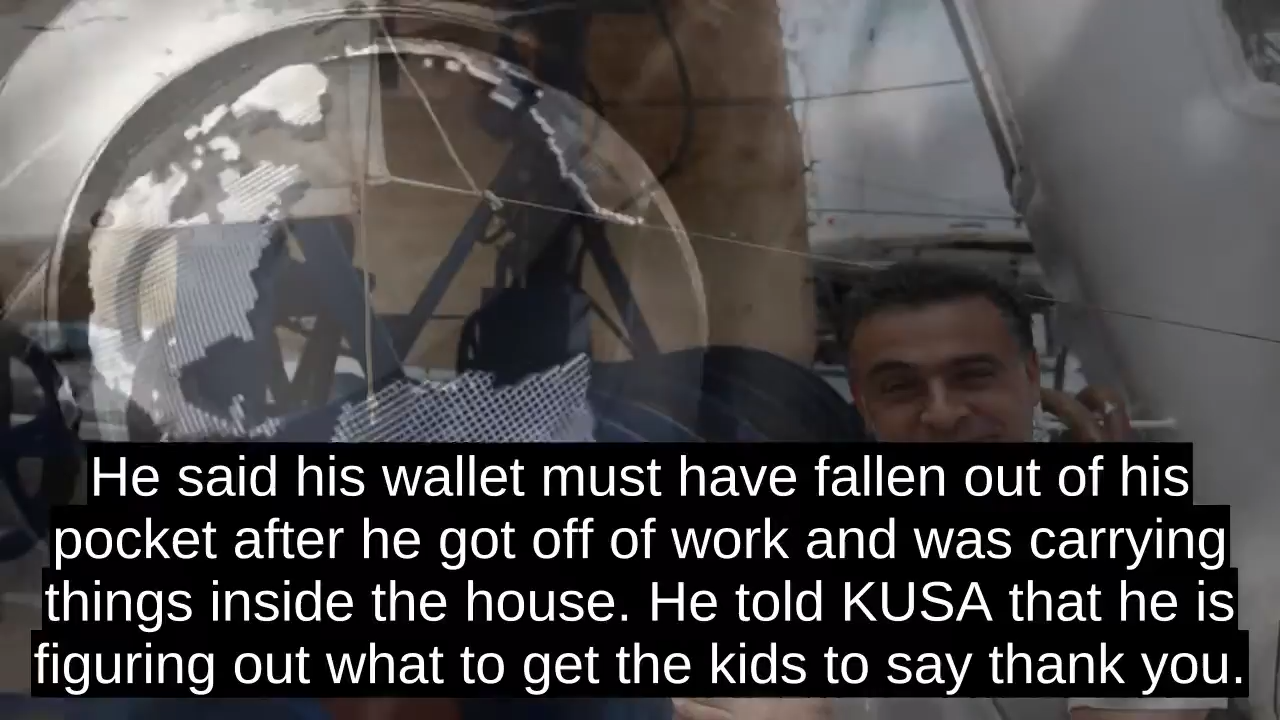 He said his wallet must have fallen out of his
pocket after he got off of work and was carrying
things inside the house. He told KUSA that he is
figuring out what to get the kids to say thank you.